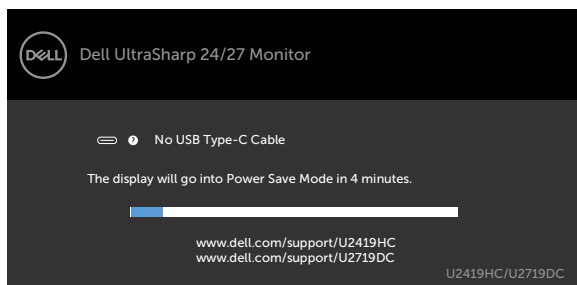 DELL
Dell UltraSharp 24/27 Monitor
? No USB Type-C Cable
The display will go into Power Save Mode in 4 minutes.
www.dell.com/support/U2419HC
www.dell.com/support/U2719DC
U2419HC/U2719DC